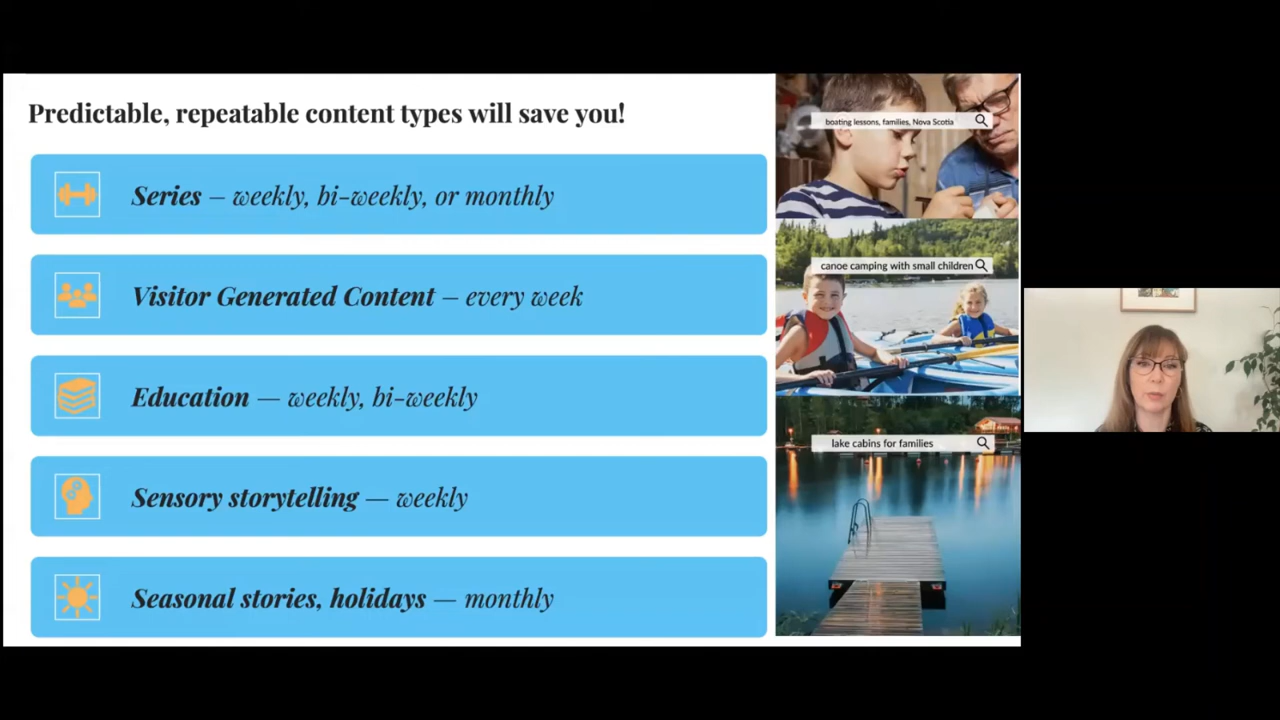 Predictable, repeatable content types will save you!
Series – weekly, bi-weekly, or monthly
Visitor Generated Content – every week
Education — weekly, bi-weekly
Sensory storytelling — weekly
Seasonal stories, holidays — monthly
boating lessons, families, Nova Scotia
canoe camping with small children
lake cabins for families